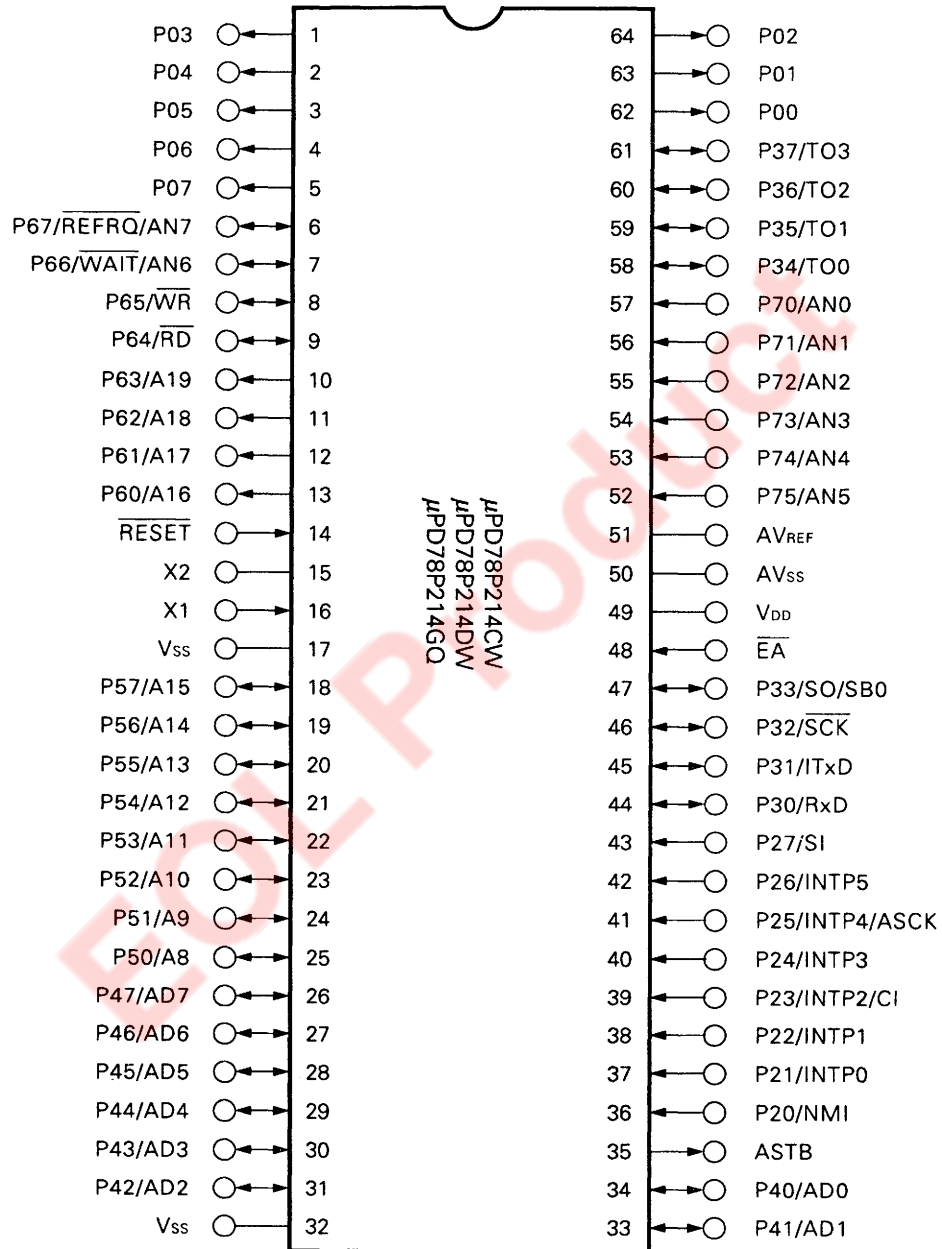 P03 1 64 P02
P04 2 63 P01
P05 3 62 P00
P06 4 61 P37/TO3
P07 5 60 P36/TO2
P67/REFRQ/AN7 6 59 P35/TO1
P66/WAIT/AN6 7 58 P34/TO0
P65/WR 8 57 P70/AN0
P64/RD 9 56 P71/AN1
P63/A19 10 55 P72/AN2
P62/A18 11 54 P73/AN3
P61/A17 12 53 P74/AN4
P60/A16 13 52 P75/AN5
RESET 14 51 AVREF
X2 15 50 AVSS
X1 16 49 VDD
Vss 17 48 EA
P57/A15 18 47 P33/SO/SB0
P56/A14 19 46 P32/SCK
P55/A13 20 45 P31/ITxD
P54/A12 21 44 P30/RxD
P53/A11 22 43 P27/SI
P52/A10 23 42 P26/INTP5
P51/A9 24 41 P25/INTP4/ASCK
P50/A8 25 40 P24/INTP3
P47/AD7 26 39 P23/INTP2/CI
P46/AD6 27 38 P22/INTP1
P45/AD5 28 37 P21/INTP0
P44/AD4 29 36 P20/NMI
P43/AD3 30 35 ASTB
P42/AD2 31 34 P40/AD0
Vss 32 33 P41/AD1
μPD78P214CW
μPD78P214DW
μPD78P214GQ
EOL Product